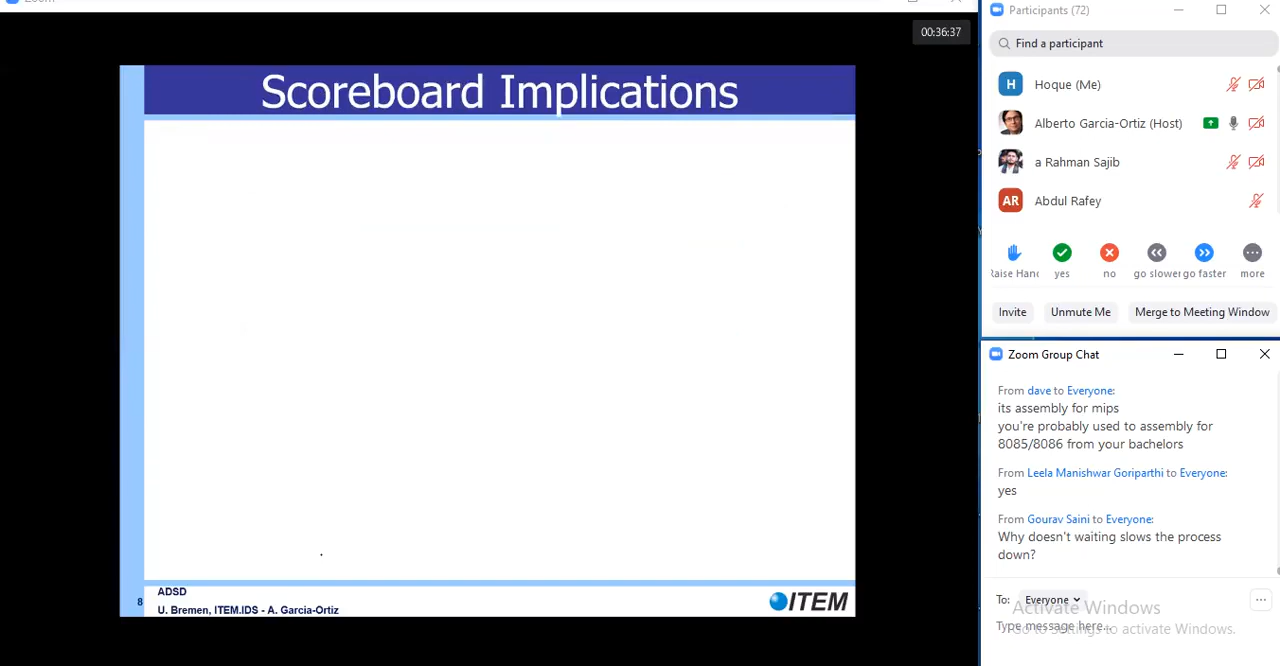 Zoom
00:36:37
Scoreboard Implications
8
ADSD
U. Bremen, ITEM.IDS - A. Garcia-Ortiz
ITEM
Participants (72)
Find a participant
H
Hoque (Me)
Alberto Garcia-Ortiz (Host)
a Rahman Sajib
AR
Abdul Rafey
Raise Hand
yes
no
go slower
go faster
more
Invite
Unmute Me
Merge to Meeting Window
Zoom Group Chat
From dave to Everyone:
its assembly for mips
you're probably used to assembly for
8085/8086 from your bachelors
From Leela Manishwar Goriparthi to Everyone:
yes
From Gourav Saini to Everyone:
Why doesn't waiting slows the process
down?
To: Everyone
Activate Windows
Type message here...
Go to Settings to activate Windows.